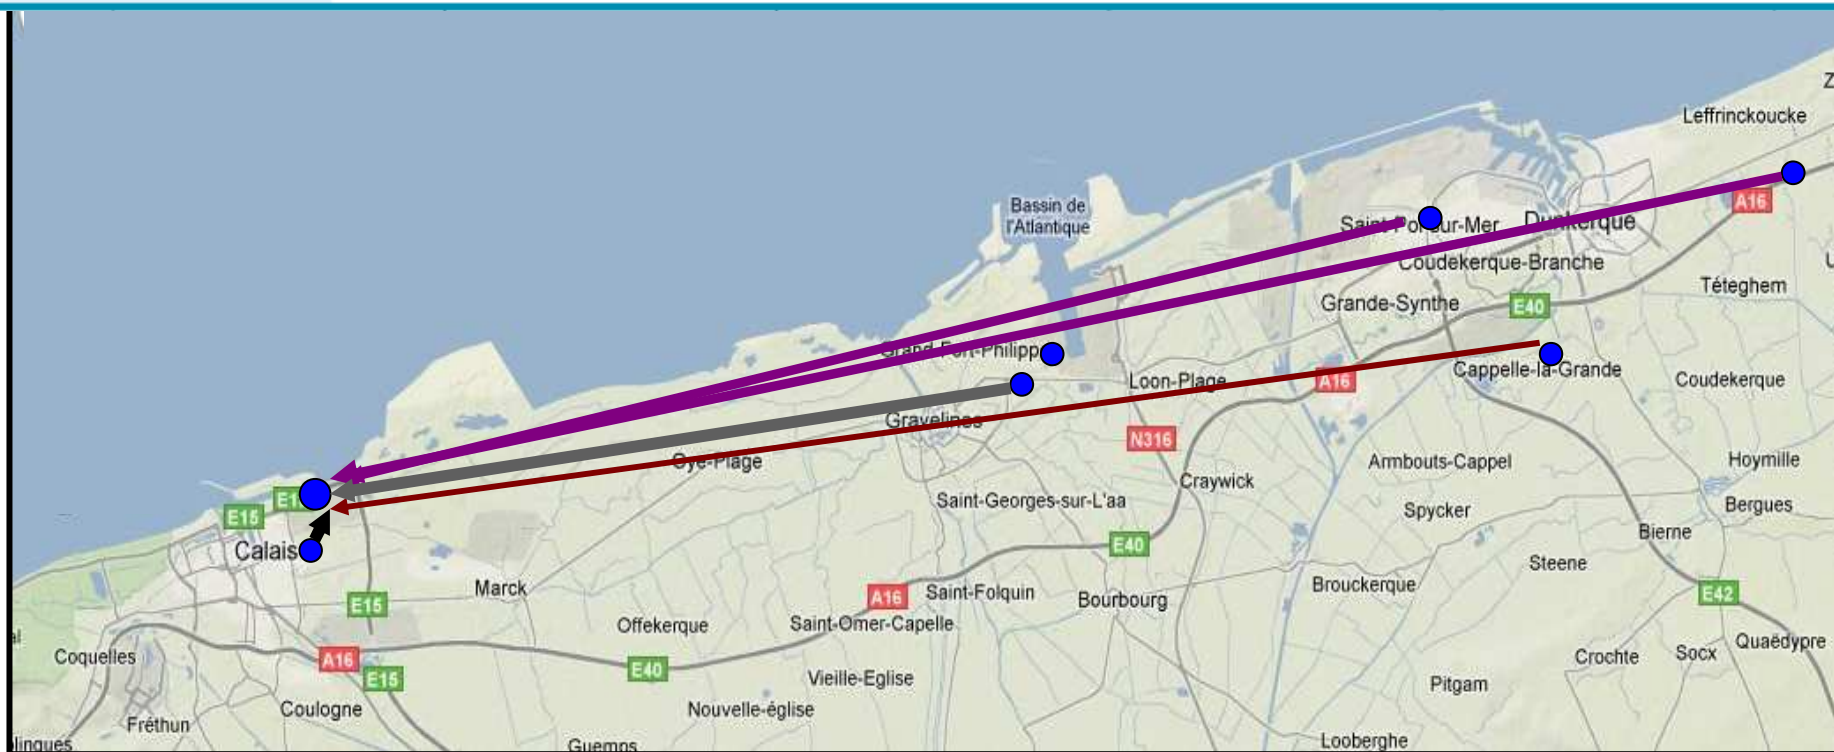 Leffrinckoucke
A16
Bassin de
l'Atlantique
Saint-Pol-sur-Mer
Dunkerque
Coudekerque-Branche
Téteghem
Grande-Synthe
E40
Grand-Fort-Philipp
Loon-Plage
A16
Cappelle-la-Grande
Coudekerque
Gravelines
N316
Oye-Plage
Armbouts-Cappel
Hoymille
Craywick
E15
Saint-Georges-sur-L'aa
Spycker
Bergues
Bierne
Calais
E40
Steene
Marck
E15
A16
Saint-Folquin
Bourbourg
Brouckerque
E42
Offekerque
Saint-Omer-Capelle
Quaëdypre
Coquelles
A16
E15
E40
Crochte
Socx
Vieille-Eglise
Pitgam
Coulogne
Nouvelle-église
Fréthun
Guemps
Looberghe